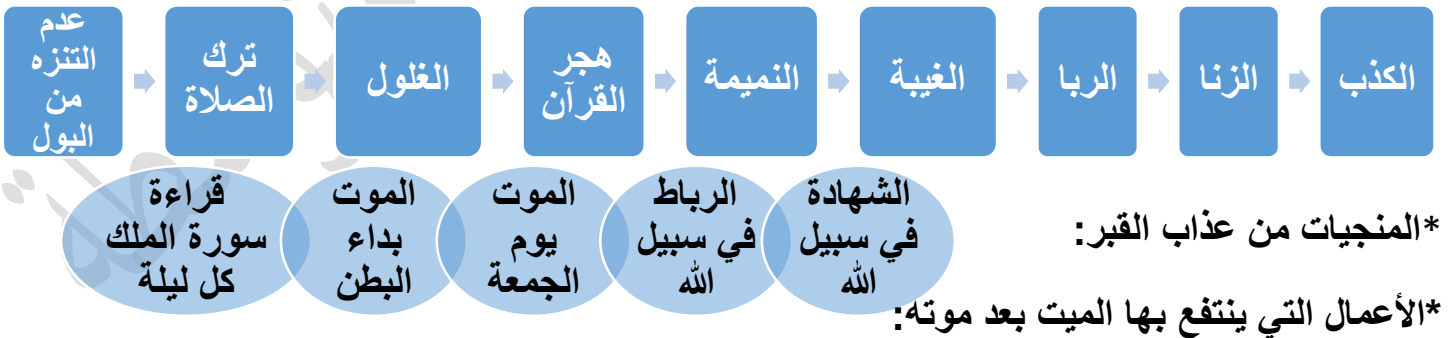 الكذب
الزنا
الربا
الغيبة
النميمة
هجر
القرآن
الغلول
ترك
الصلاة
عدم
التنزه
من
البول
*المنجيات من عذاب القبر:
الشهادة
في سبيل
الله
الرباط
في سبيل
الله
الموت
يوم
الجمعة
الموت
بداء
البطن
قراءة
سورة الملك
كل ليلة
*الأعمال التي ينتفع بها الميت بعد موته: